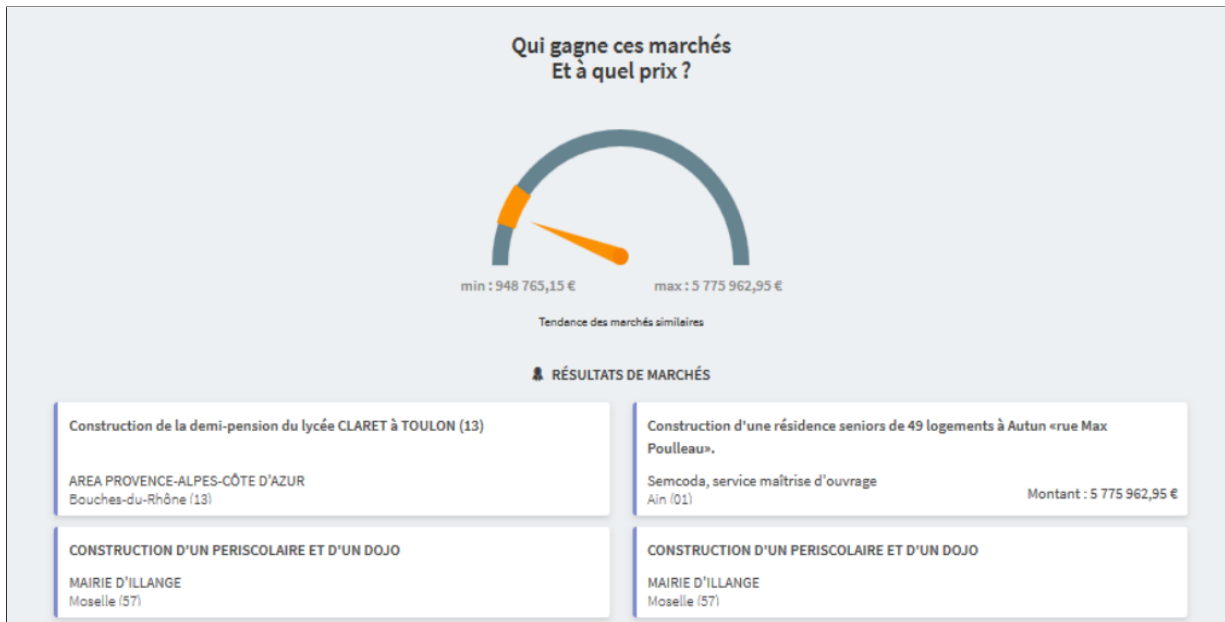 Qui gagne ces marchés
Et à quel prix ?
min : 948 765,15 €
max : 5 775 962,95 €
Tendance des marchés similaires
RÉSULTATS DE MARCHÉS
Construction de la demi-pension du lycée CLARET à TOULON (13)
AREA PROVENCE-ALPES-CÔTE D'AZUR
Bouches-du-Rhône (13)
Construction d'une résidence seniors de 49 logements à Autun «rue Max
Poulleau».
Semcoda, service maîtrise d'ouvrage
Ain (01)
Montant : 5 775 962,95 €
CONSTRUCTION D'UN PERISCOLAIRE ET D'UN DOJO
MAIRIE D'ILLANGE
Moselle (57)
CONSTRUCTION D'UN PERISCOLAIRE ET D'UN DOJO
MAIRIE D'ILLANGE
Moselle (57)